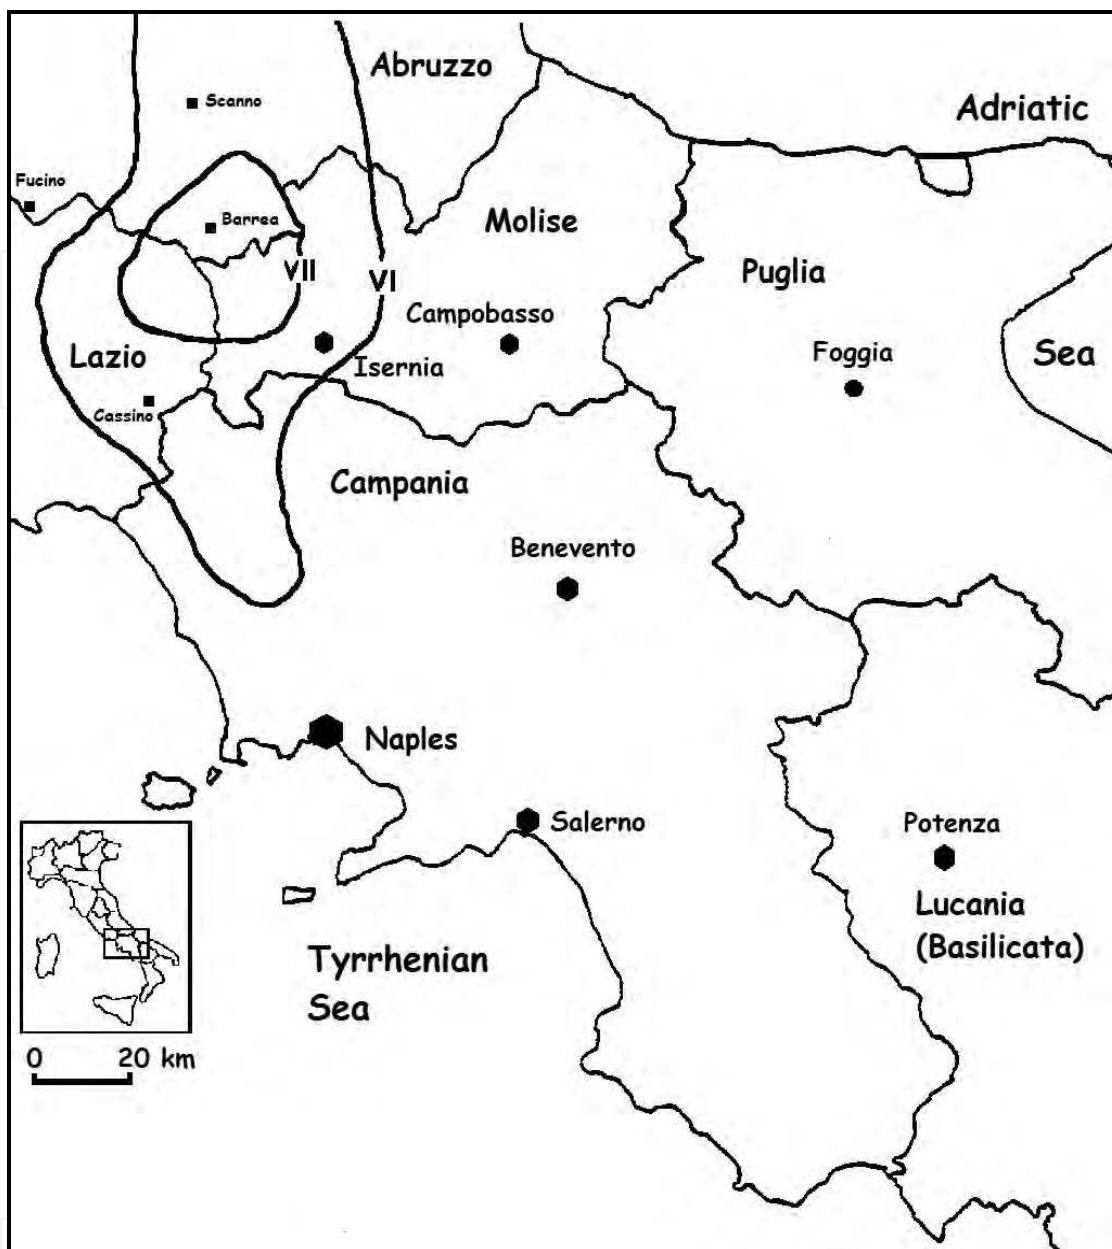 Abruzzo
Scanno
Adriatic
Fucino
Barrea
Molise
VII
VI
Puglia
Campobasso
Lazio
Isernia
Foggia
Sea
Cassino
Campania
Benevento
Naples
Salerno
Potenza
Lucania
(Basilicata)
Tyrrhenian
Sea
0 20 km